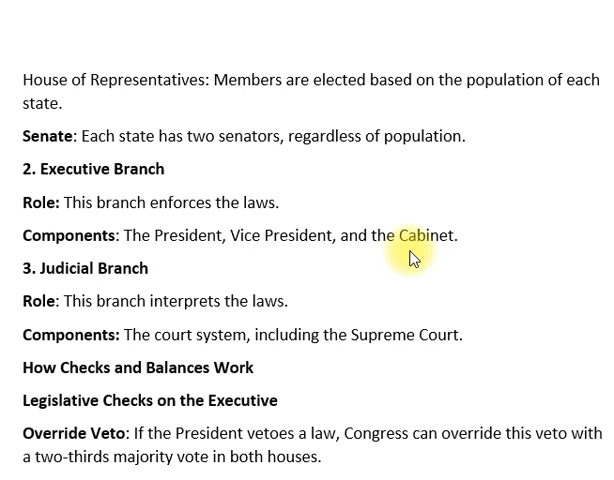 House of Representatives: Members are elected based on the population of each
state.
Senate: Each state has two senators, regardless of population.
2. Executive Branch
Role: This branch enforces the laws.
Components: The President, Vice President, and the Cabinet.
3. Judicial Branch
Role: This branch interprets the laws.
Components: The court system, including the Supreme Court.
How Checks and Balances Work
Legislative Checks on the Executive
Override Veto: If the President vetoes a law, Congress can override this veto with
a two-thirds majority vote in both houses.